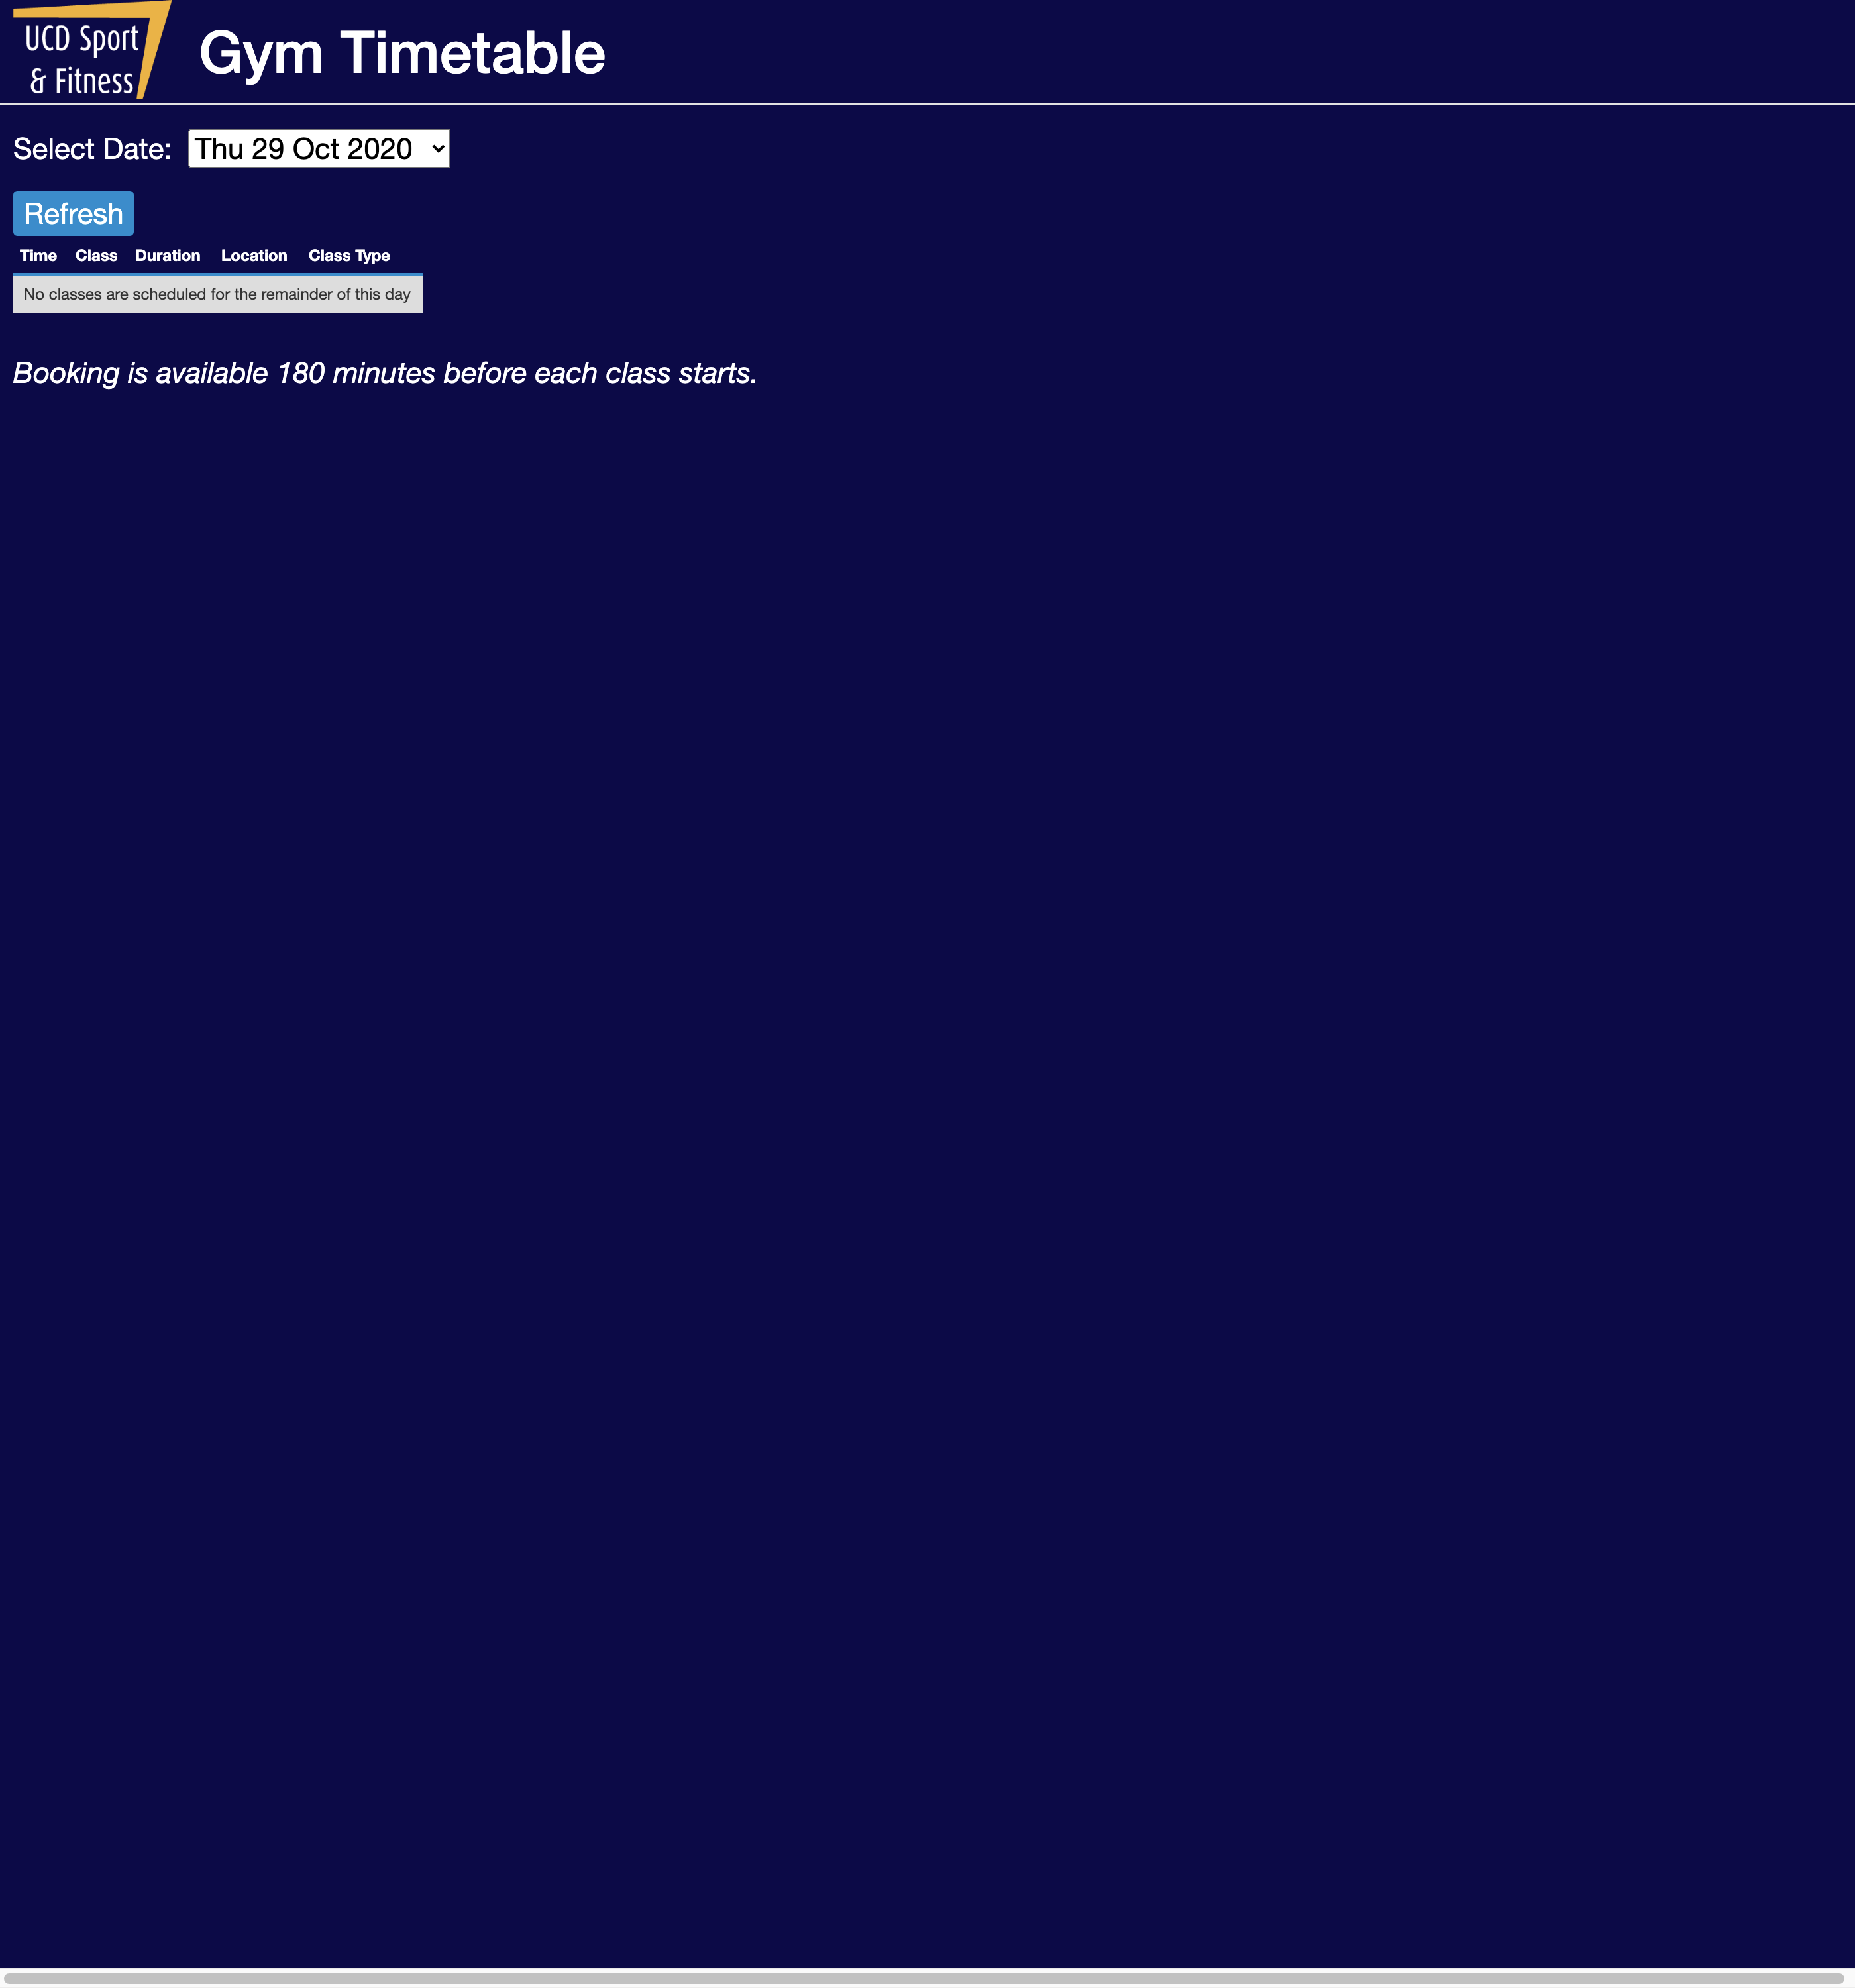 UCD Sport
& Fitness
Gym Timetable
Select Date: Thu 29 Oct 2020
Refresh
Time Class Duration Location Class Type
No classes are scheduled for the remainder of this day
Booking is available 180 minutes before each class starts.